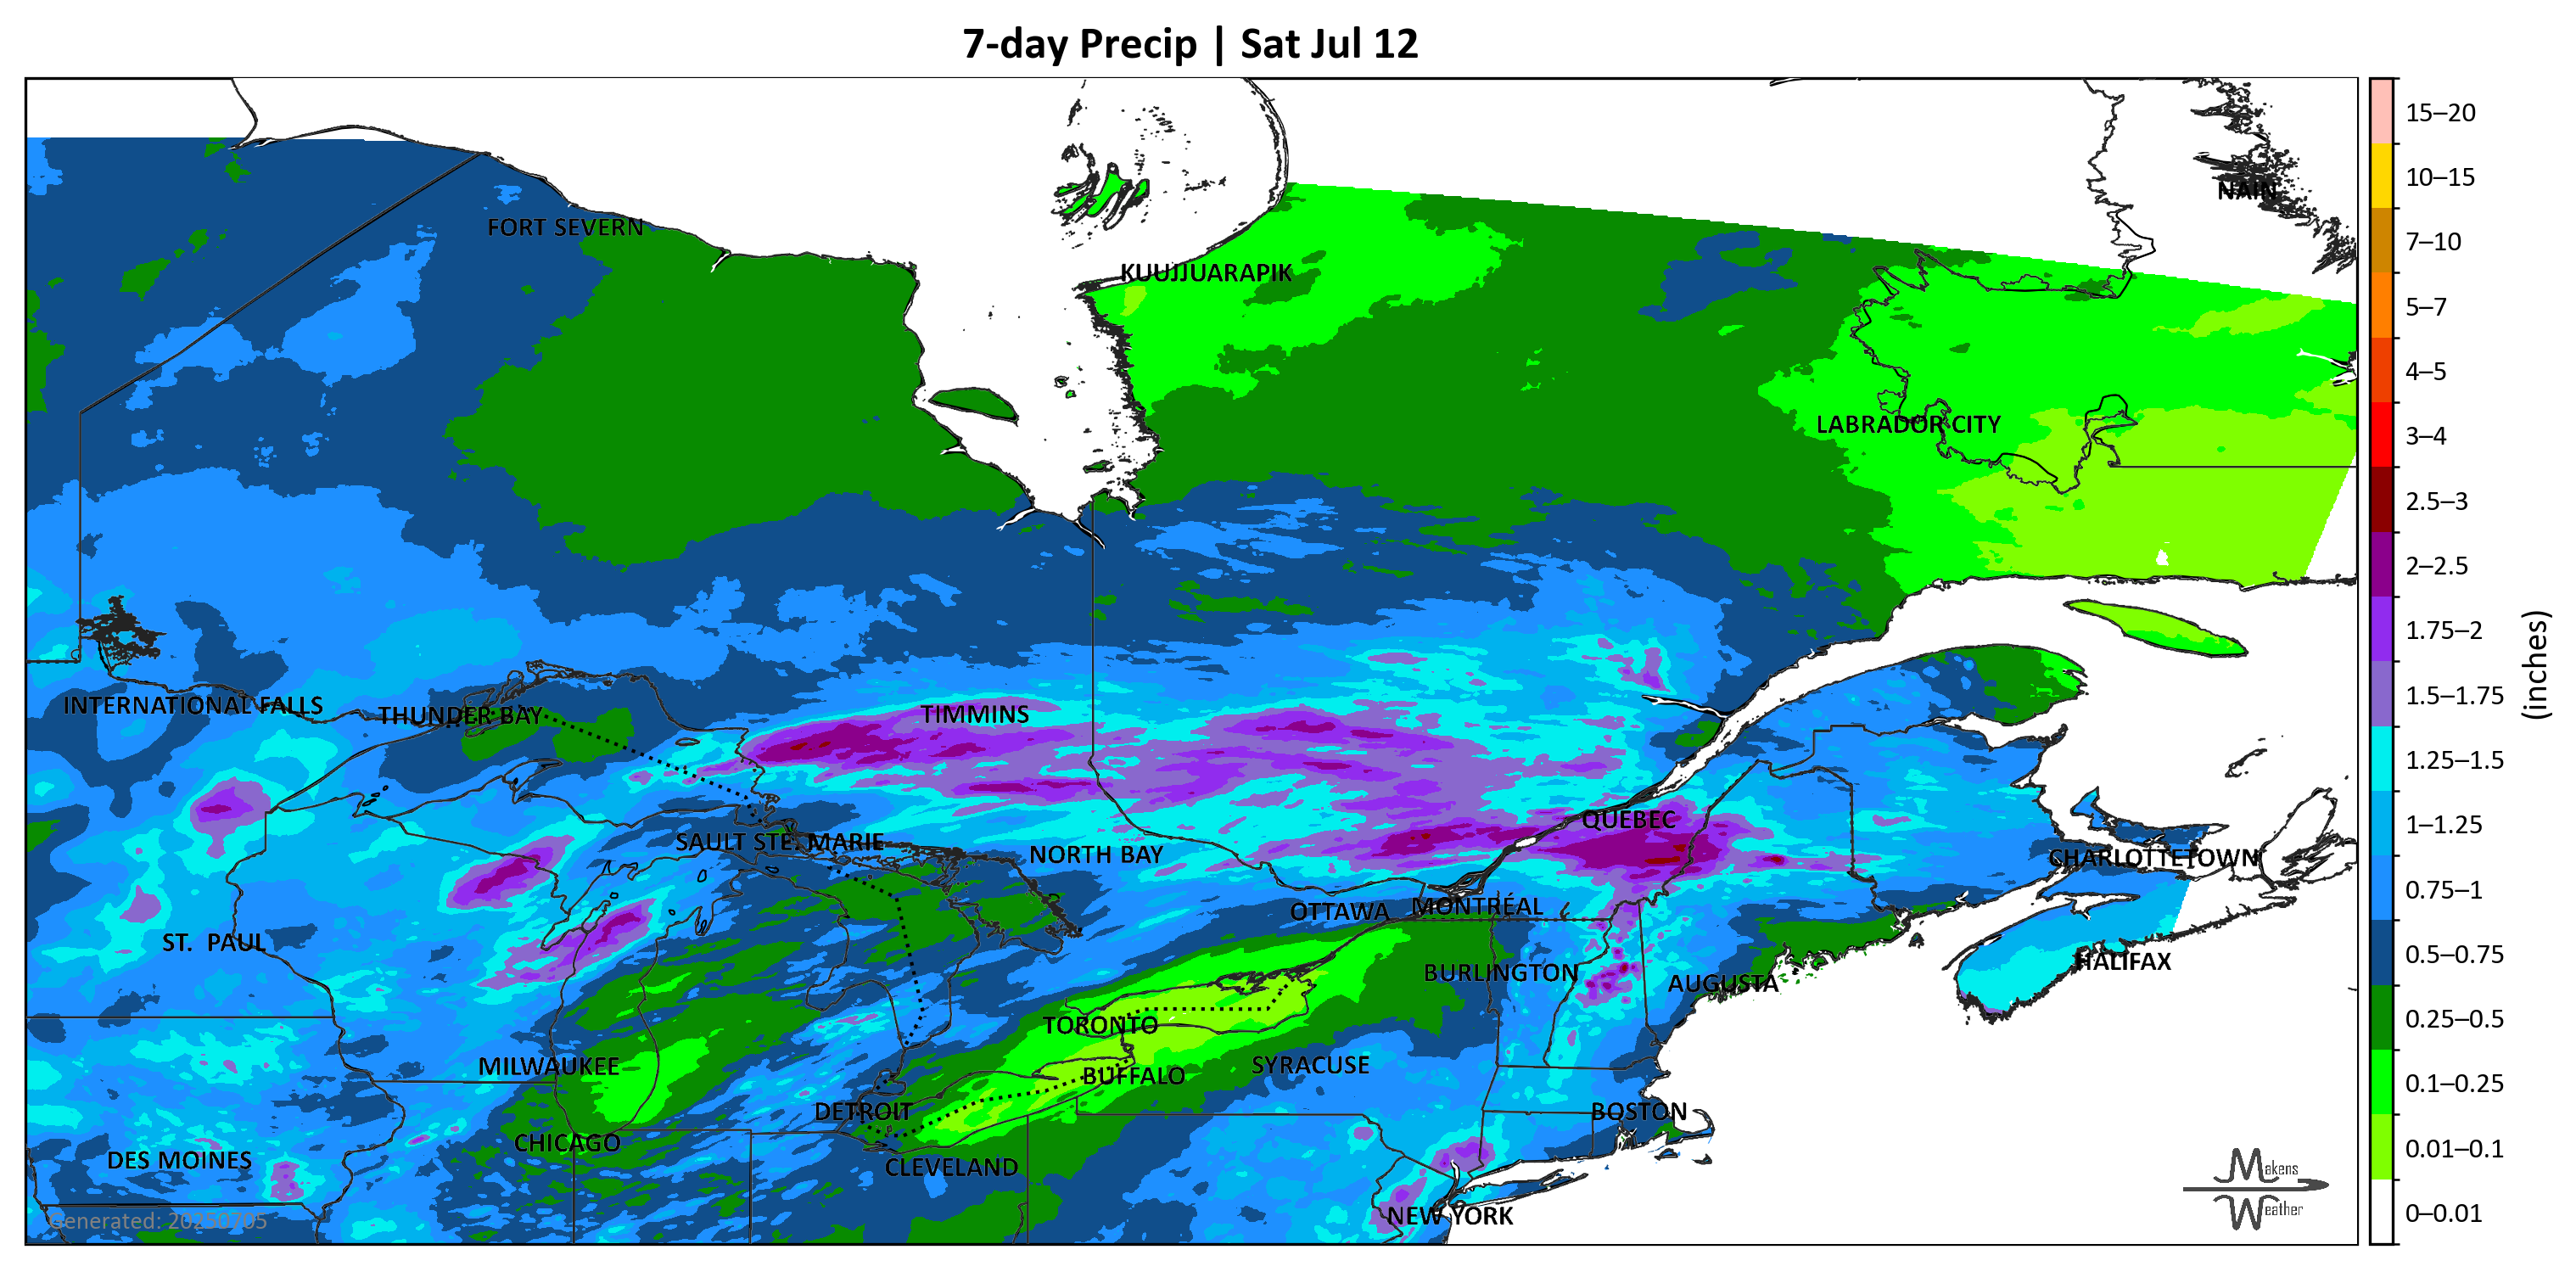 7-day Precip | Sat Jul 12
15–20
10–15
7–10
5–7
4–5
3–4
2.5–3
2–2.5
1.75–2
1.5–1.75
1.25–1.5
1–1.25
0.75–1
0.5–0.75
0.25–0.5
0.1–0.25
0.01–0.1
0–0.01
(inches)
NAIN
FORT SEVERN
KUUJJUARAPIK
LABRADOR CITY
INTERNATIONAL FALLS
THUNDER BAY
TIMMINS
SAULT STE. MARIE
NORTH BAY
QUEBEC
CHARLOTTETOWN
OTTAWA
MONTRÉAL
ST.  PAUL
BURLINGTON
AUGUSTA
HALIFAX
TORONTO
MILWAUKEE
BUFFALO
SYRACUSE
DETROIT
BOSTON
CHICAGO
DES MOINES
CLEVELAND
NEW YORK
Generated: 20250705
Makens
Weather